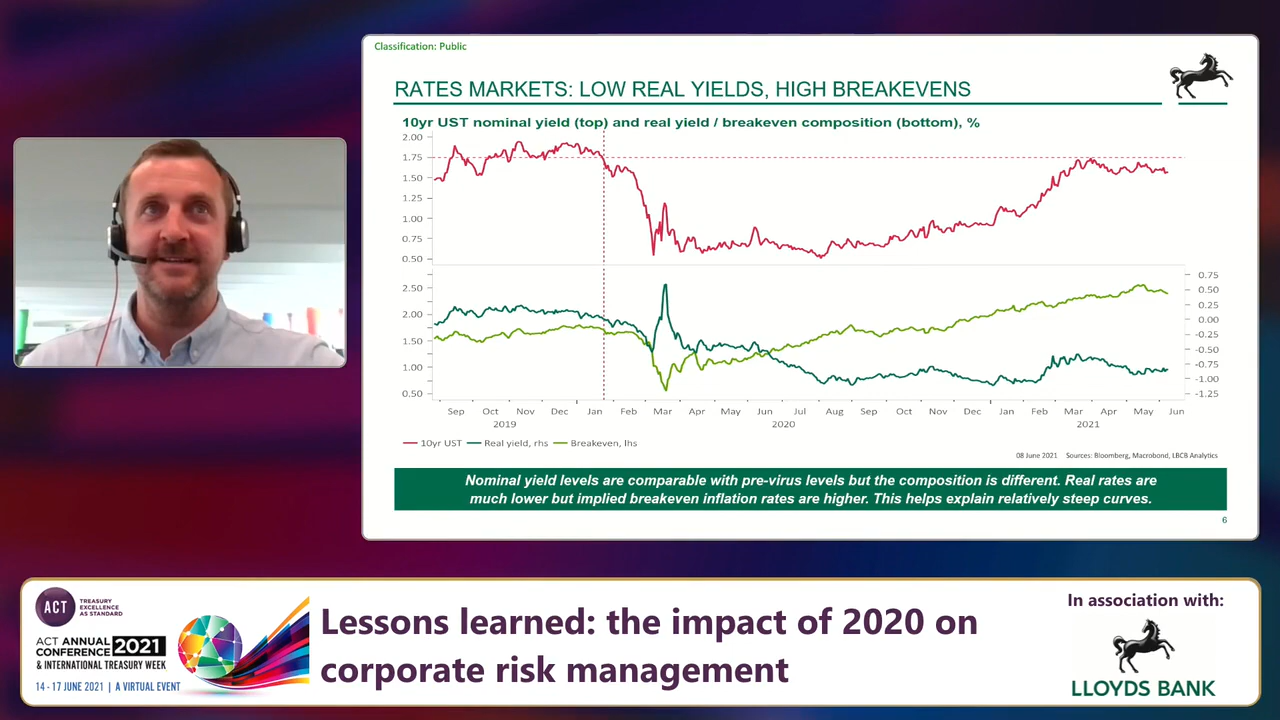 Classification: Public
RATES MARKETS: LOW REAL YIELDS, HIGH BREAKEVENS
10yr UST nominal yield (top) and real yield / breakeven composition (bottom), %
2.00
1.75
1.50
1.25
1.00
0.75
0.50
2.50
2.00
1.50
1.00
0.50
0.75
0.50
0.25
0.00
-0.25
-0.50
-0.75
-1.00
-1.25
Sep Oct Nov Dec Jan Feb Mar Apr May Jun Jul Aug Sep Oct Nov Dec Jan Feb Mar Apr May Jun
2019 2020 2021
10yr UST Real yield, rhs Breakeven, lhs
08 June 2021 Sources: Bloomberg, Macrobond, LBCB Analytics
Nominal yield levels are comparable with pre-virus levels but the composition is different. Real rates are
much lower but implied breakeven inflation rates are higher. This helps explain relatively steep curves.
6
ACT
TREASURY
EXCELLENCE
AS STANDARD
ACT ANNUAL
CONFERENCE 2021
& INTERNATIONAL TREASURY WEEK
14 - 17 JUNE 2021 | A VIRTUAL EVENT
Lessons learned: the impact of 2020 on
corporate risk management
In association with:
LLOYDS BANK